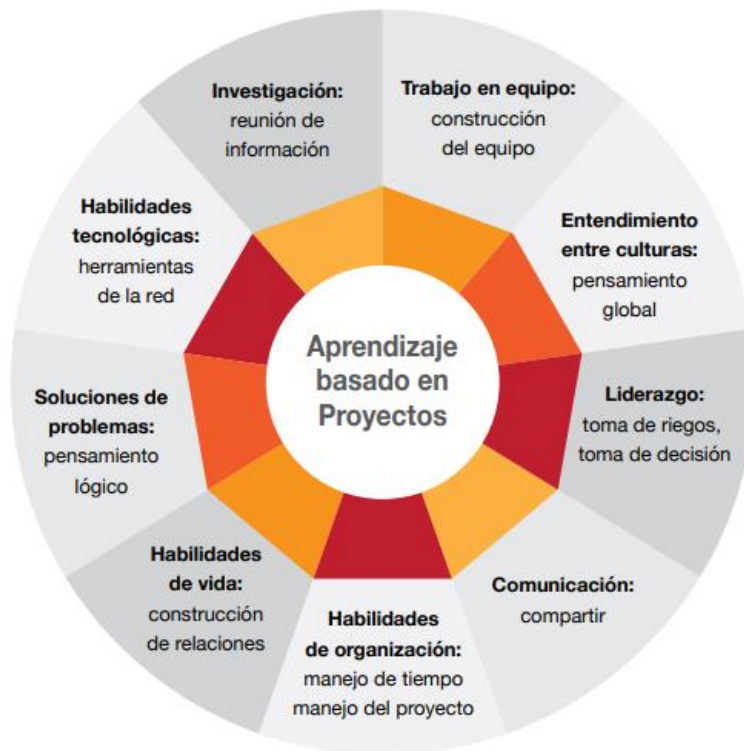 Investigación:
reunión de
información
Trabajo en equipo:
construcción
del equipo
Entendimiento
entre culturas:
pensamiento
global
Liderazgo:
toma de riegos,
toma de decisión
Comunicación:
compartir
Habilidades
de organización:
manejo de tiempo
manejo del proyecto
Habilidades
de vida:
construcción
de relaciones
Soluciones de
problemas:
pensamiento
lógico
Habilidades
tecnológicas:
herramientas
de la red
Aprendizaje
basado en
Proyectos